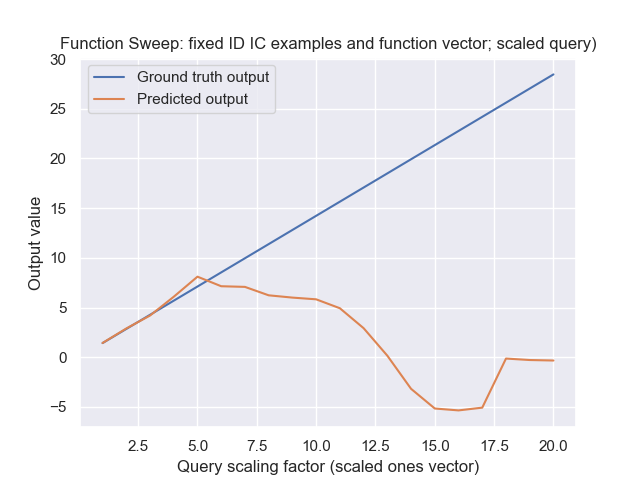 Function Sweep: fixed ID IC examples and function vector; scaled query)
Ground truth output
Predicted output
Output value
30
25
20
15
10
5
0
−5
2.5 5.0 7.5 10.0 12.5 15.0 17.5 20.0
Query scaling factor (scaled ones vector)